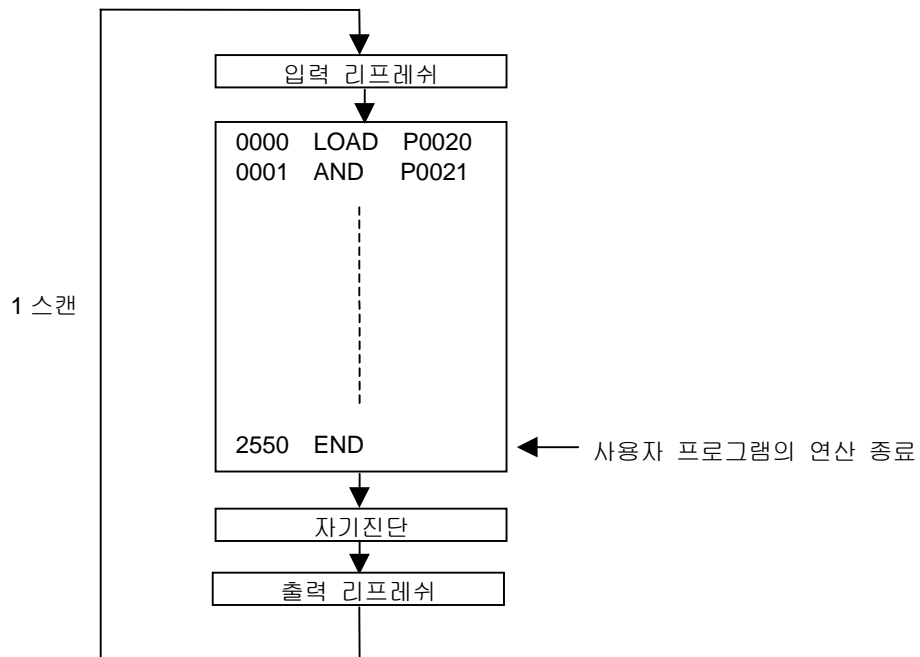 입력 리프레쉬
0000 LOAD P0020
0001 AND P0021
1 스캔
2550 END
사용자 프로그램의 연산 종료
자기진단
출력 리프레쉬